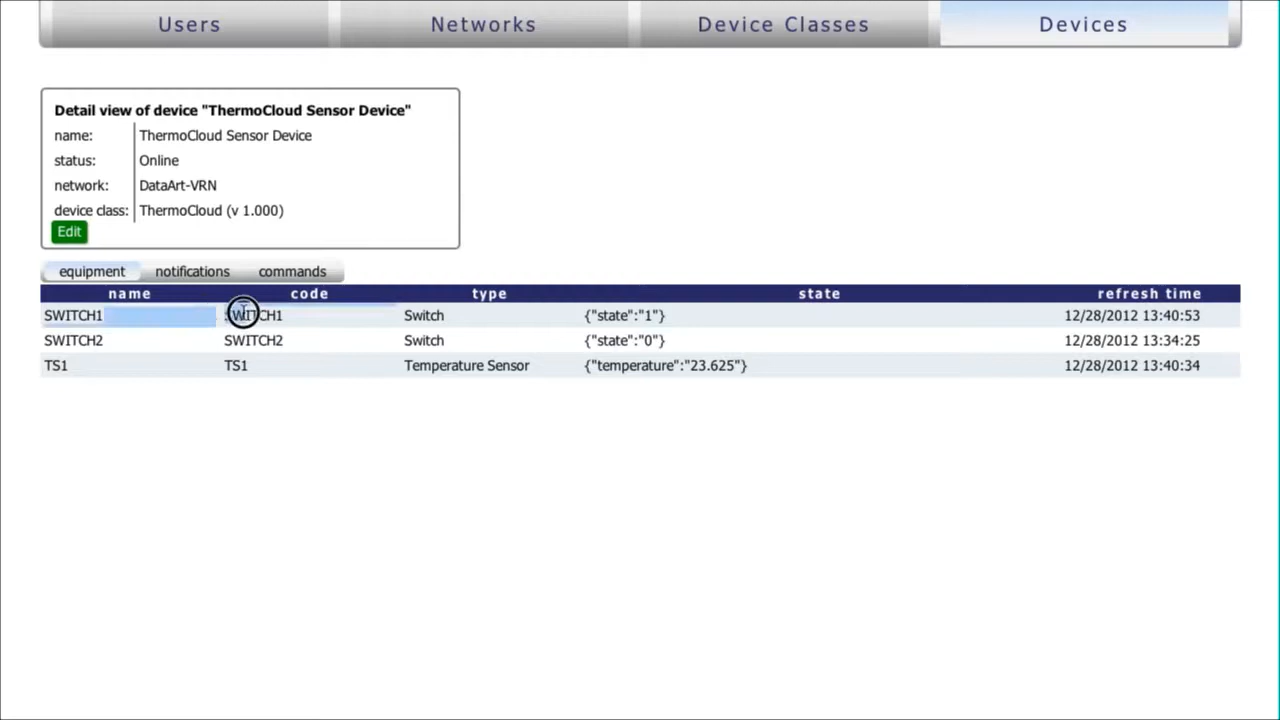 Users Networks Device Classes Devices
Detail view of device "ThermoCloud Sensor Device"
name: ThermoCloud Sensor Device
status: Online
network: DataArt-VRN
device class: ThermoCloud (v 1.000)
Edit
equipment notifications commands
name code type state refresh time
SWITCH1 SWITCH1 Switch {"state":"1"} 12/28/2012 13:40:53
SWITCH2 SWITCH2 Switch {"state":"0"} 12/28/2012 13:34:25
TS1 TS1 Temperature Sensor {"temperature":"23.625"} 12/28/2012 13:40:34